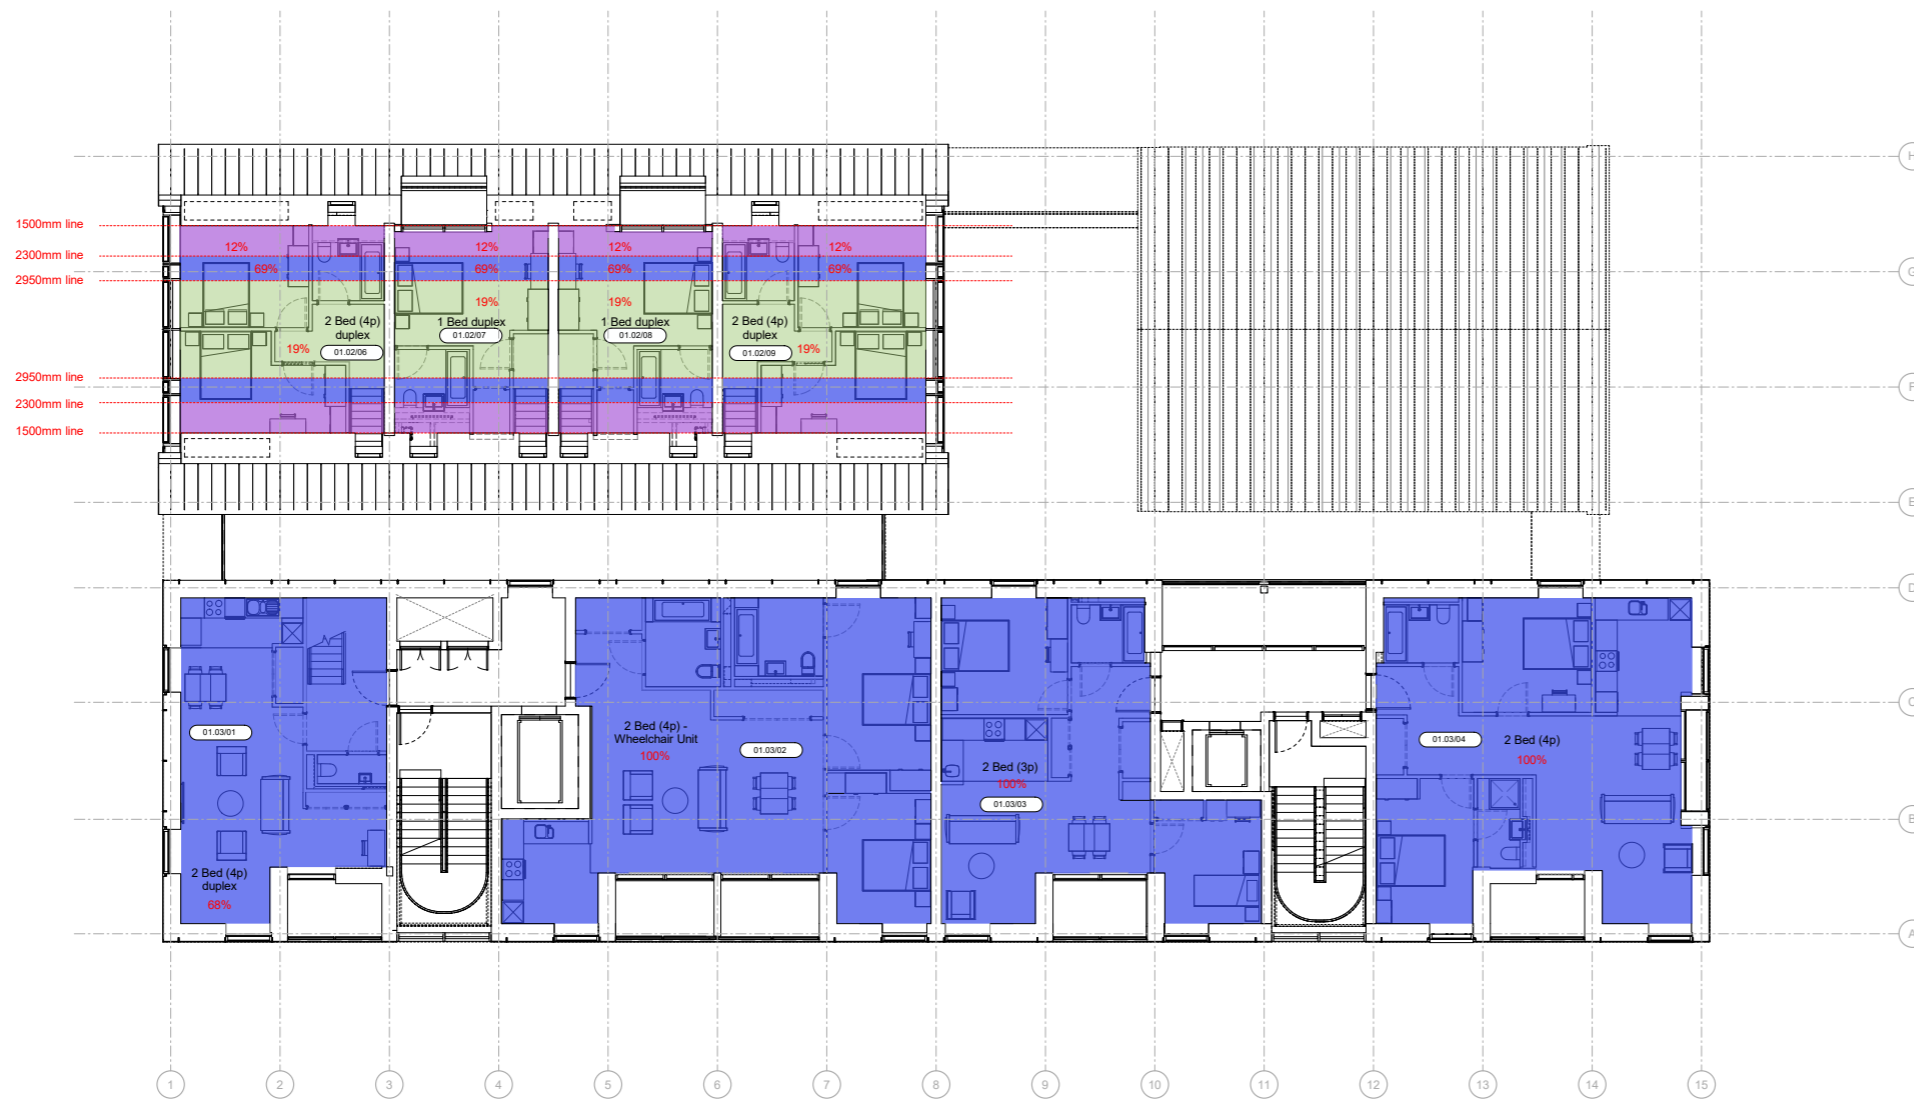 H
1500mm line
12%
12%
12%
12%
2300mm line
69%
69%
69%
69%
G
2950mm line
19%
19%
2 Bed (4p)
duplex
01.02/06
1 Bed duplex
01.02/07
1 Bed duplex
01.02/08
2 Bed (4p)
duplex
01.02/09
19%
19%
2950mm line
F
2300mm line
1500mm line
E
D
C
01.03/01
2 Bed (4p) -
Wheelchair Unit
100%
01.03/02
2 Bed (3p)
100%
01.03/03
01.03/04
2 Bed (4p)
100%
B
2 Bed (4p)
duplex
68%
A
1
2
3
4
5
6
7
8
9
10
11
12
13
14
15